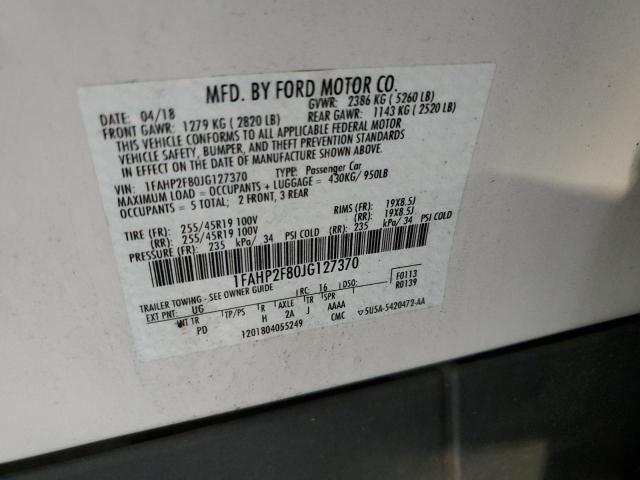 MFD. BY FORD MOTOR CO.
DATE: 04/18 GVWR: 2386 KG ( 5260 LB)
FRONT GAWR: 1279 KG ( 2820 LB) REAR GAWR: 1143 KG ( 2520 LB)
THIS VEHICLE CONFORMS TO ALL APPLICABLE FEDERAL MOTOR
VEHICLE SAFETY, BUMPER, AND THEFT PREVENTION STANDARDS
IN EFFECT ON THE DATE OF MANUFACTURE SHOWN ABOVE.
VIN: 1FAHP2F80JG127370 TYPE: Passenger Car
MAXIMUM LOAD = OCCUPANTS + LUGGAGE = 430KG/ 950LB
OCCUPANTS = 5 TOTAL; 2 FRONT, 3 REAR
TIRE (FR): 255/45R19 100V RIMS (FR): 19X8.5J
(RR): 255/45R19 100V (RR): 19X8.5J
PRESSURE (FR): 235 kPa/ 34 PSI COLD (RR): 235 kPa/ 34 PSI COLD
1FAHP2F80JG127370
TRAILER TOWING - SEE OWNER GUIDE RC: 16 DSO: F0113
EXT PNT: UG R0139
INT TR TP/PS R AXLE TR SPR
PD H 2A J AAAA
1201804055249 CMC ▽5U5A-5420472-AA